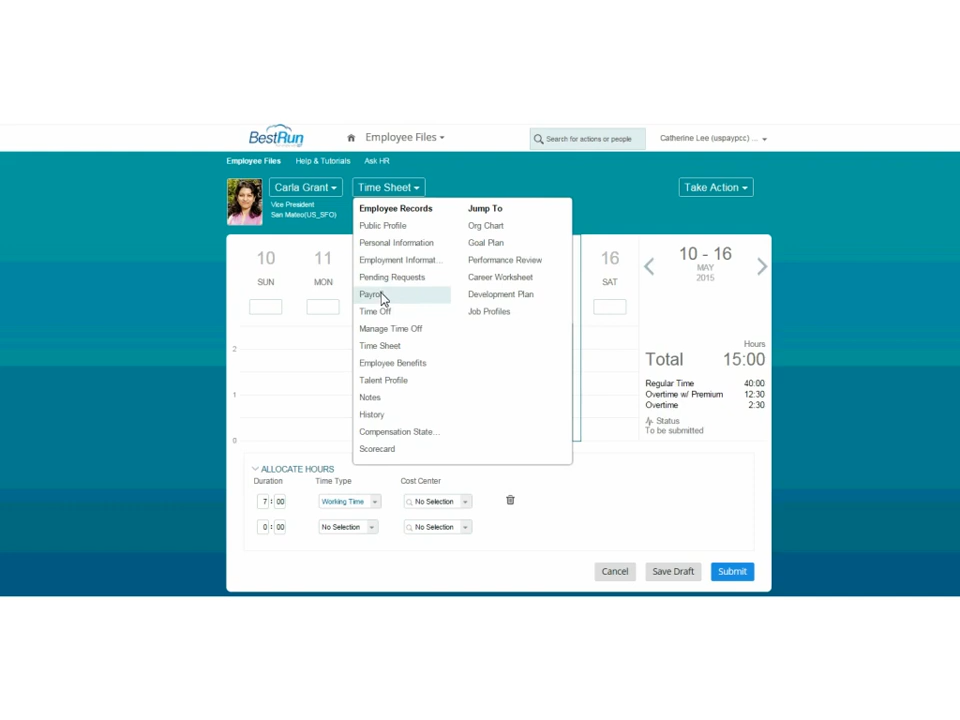 BestRun
Employee Files
Search for actions or people
Catherine Lee (uspaypcc) ...
Employee Files Help & Tutorials Ask HR
Carla Grant
Time Sheet
Take Action
Vice President
San Mateo(US_SFO)
Employee Records
Public Profile
Personal Information
Employment Informat...
Pending Requests
Payroll
Time Off
Manage Time Off
Time Sheet
Employee Benefits
Talent Profile
Notes
History
Compensation State...
Scorecard
Jump To
Org Chart
Goal Plan
Performance Review
Career Worksheet
Development Plan
Job Profiles
10
SUN
11
MON
16
SAT
2
1
0
10 - 16
MAY
2015
Hours
Total 15:00
Regular Time 40:00
Overtime w/ Premium 12:30
Overtime 2:30
Status
To be submitted
ALLOCATE HOURS
Duration Time Type Cost Center
7 : 00 Working Time No Selection
0 : 00 No Selection No Selection
Cancel Save Draft Submit